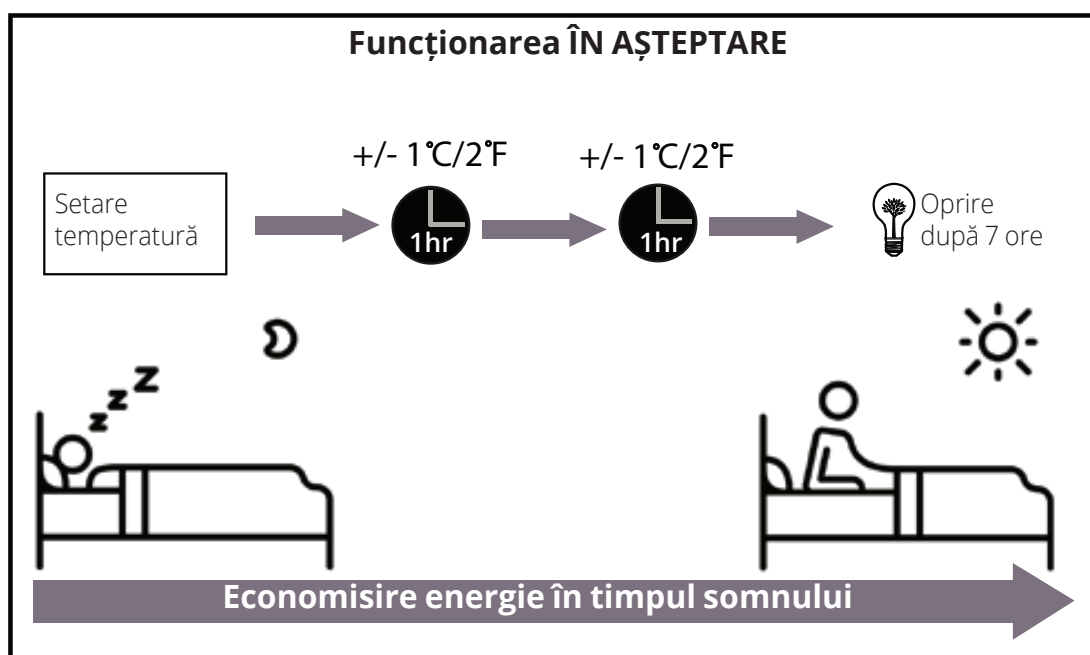 Funcționarea ÎN AȘTEPTARE
+/- 1℃/2℉ +/- 1℃/2℉
Setare
temperatură
1hr 1hr
Oprire
după 7 ore
z z Z
Economisire energie în timpul somnului